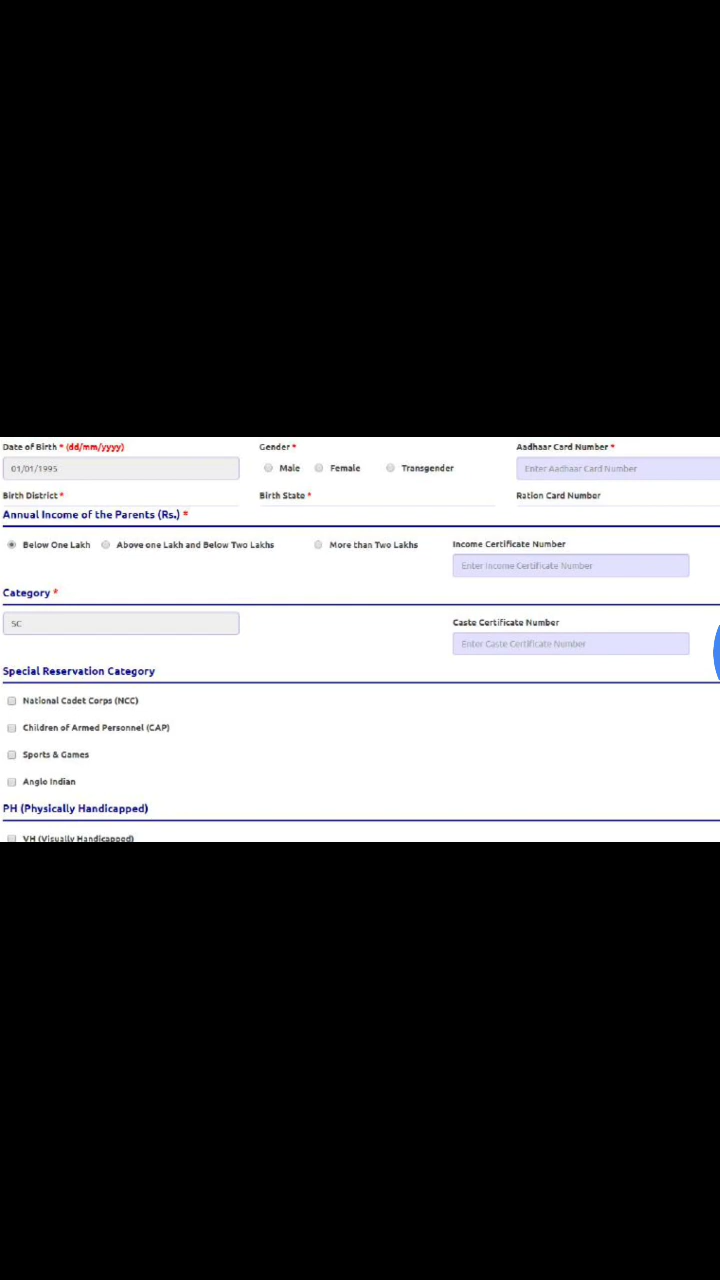 Date of Birth * (dd/mm/yyyy) Gender * Aadhaar Card Number *
01/01/1995 Male Female Transgender Enter Aadhaar Card Number
Birth District * Birth State * Ration Card Number
Annual Income of the Parents (Rs.) *
Below One Lakh Above one Lakh and Below Two Lakhs More than Two Lakhs Income Certificate Number
Enter Income Certificate Number
Category *
Caste Certificate Number
SC
Enter Caste Certificate Number
Special Reservation Category
National Cadet Corps (NCC)
Children of Armed Personnel (CAP)
Sports & Games
Anglo Indian
PH (Physically Handicapped)
VH (Visually Handicapped)